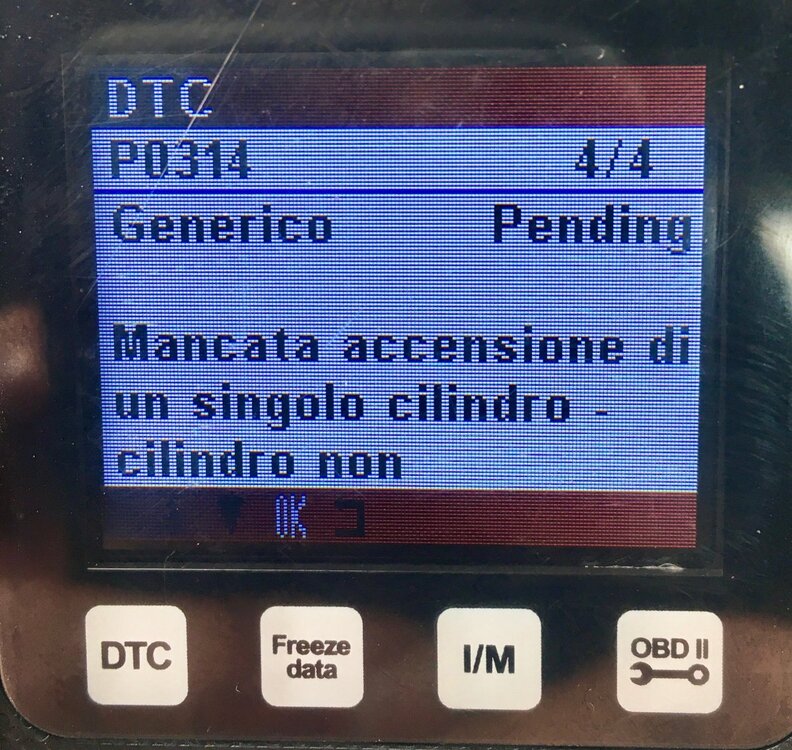 DTC
P0314 4/4
Generico Pending
Mancata accensione di
un singolo cilindro -
cilindro non
OK
DTC
Freeze
data
I/M
OBD II